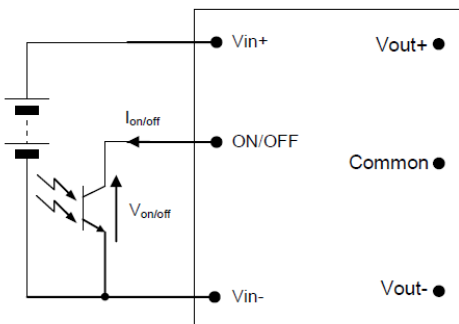 Vin+
Vout+
Ion/off
ON/OFF
Common
Von/off
Vin-
Vout-